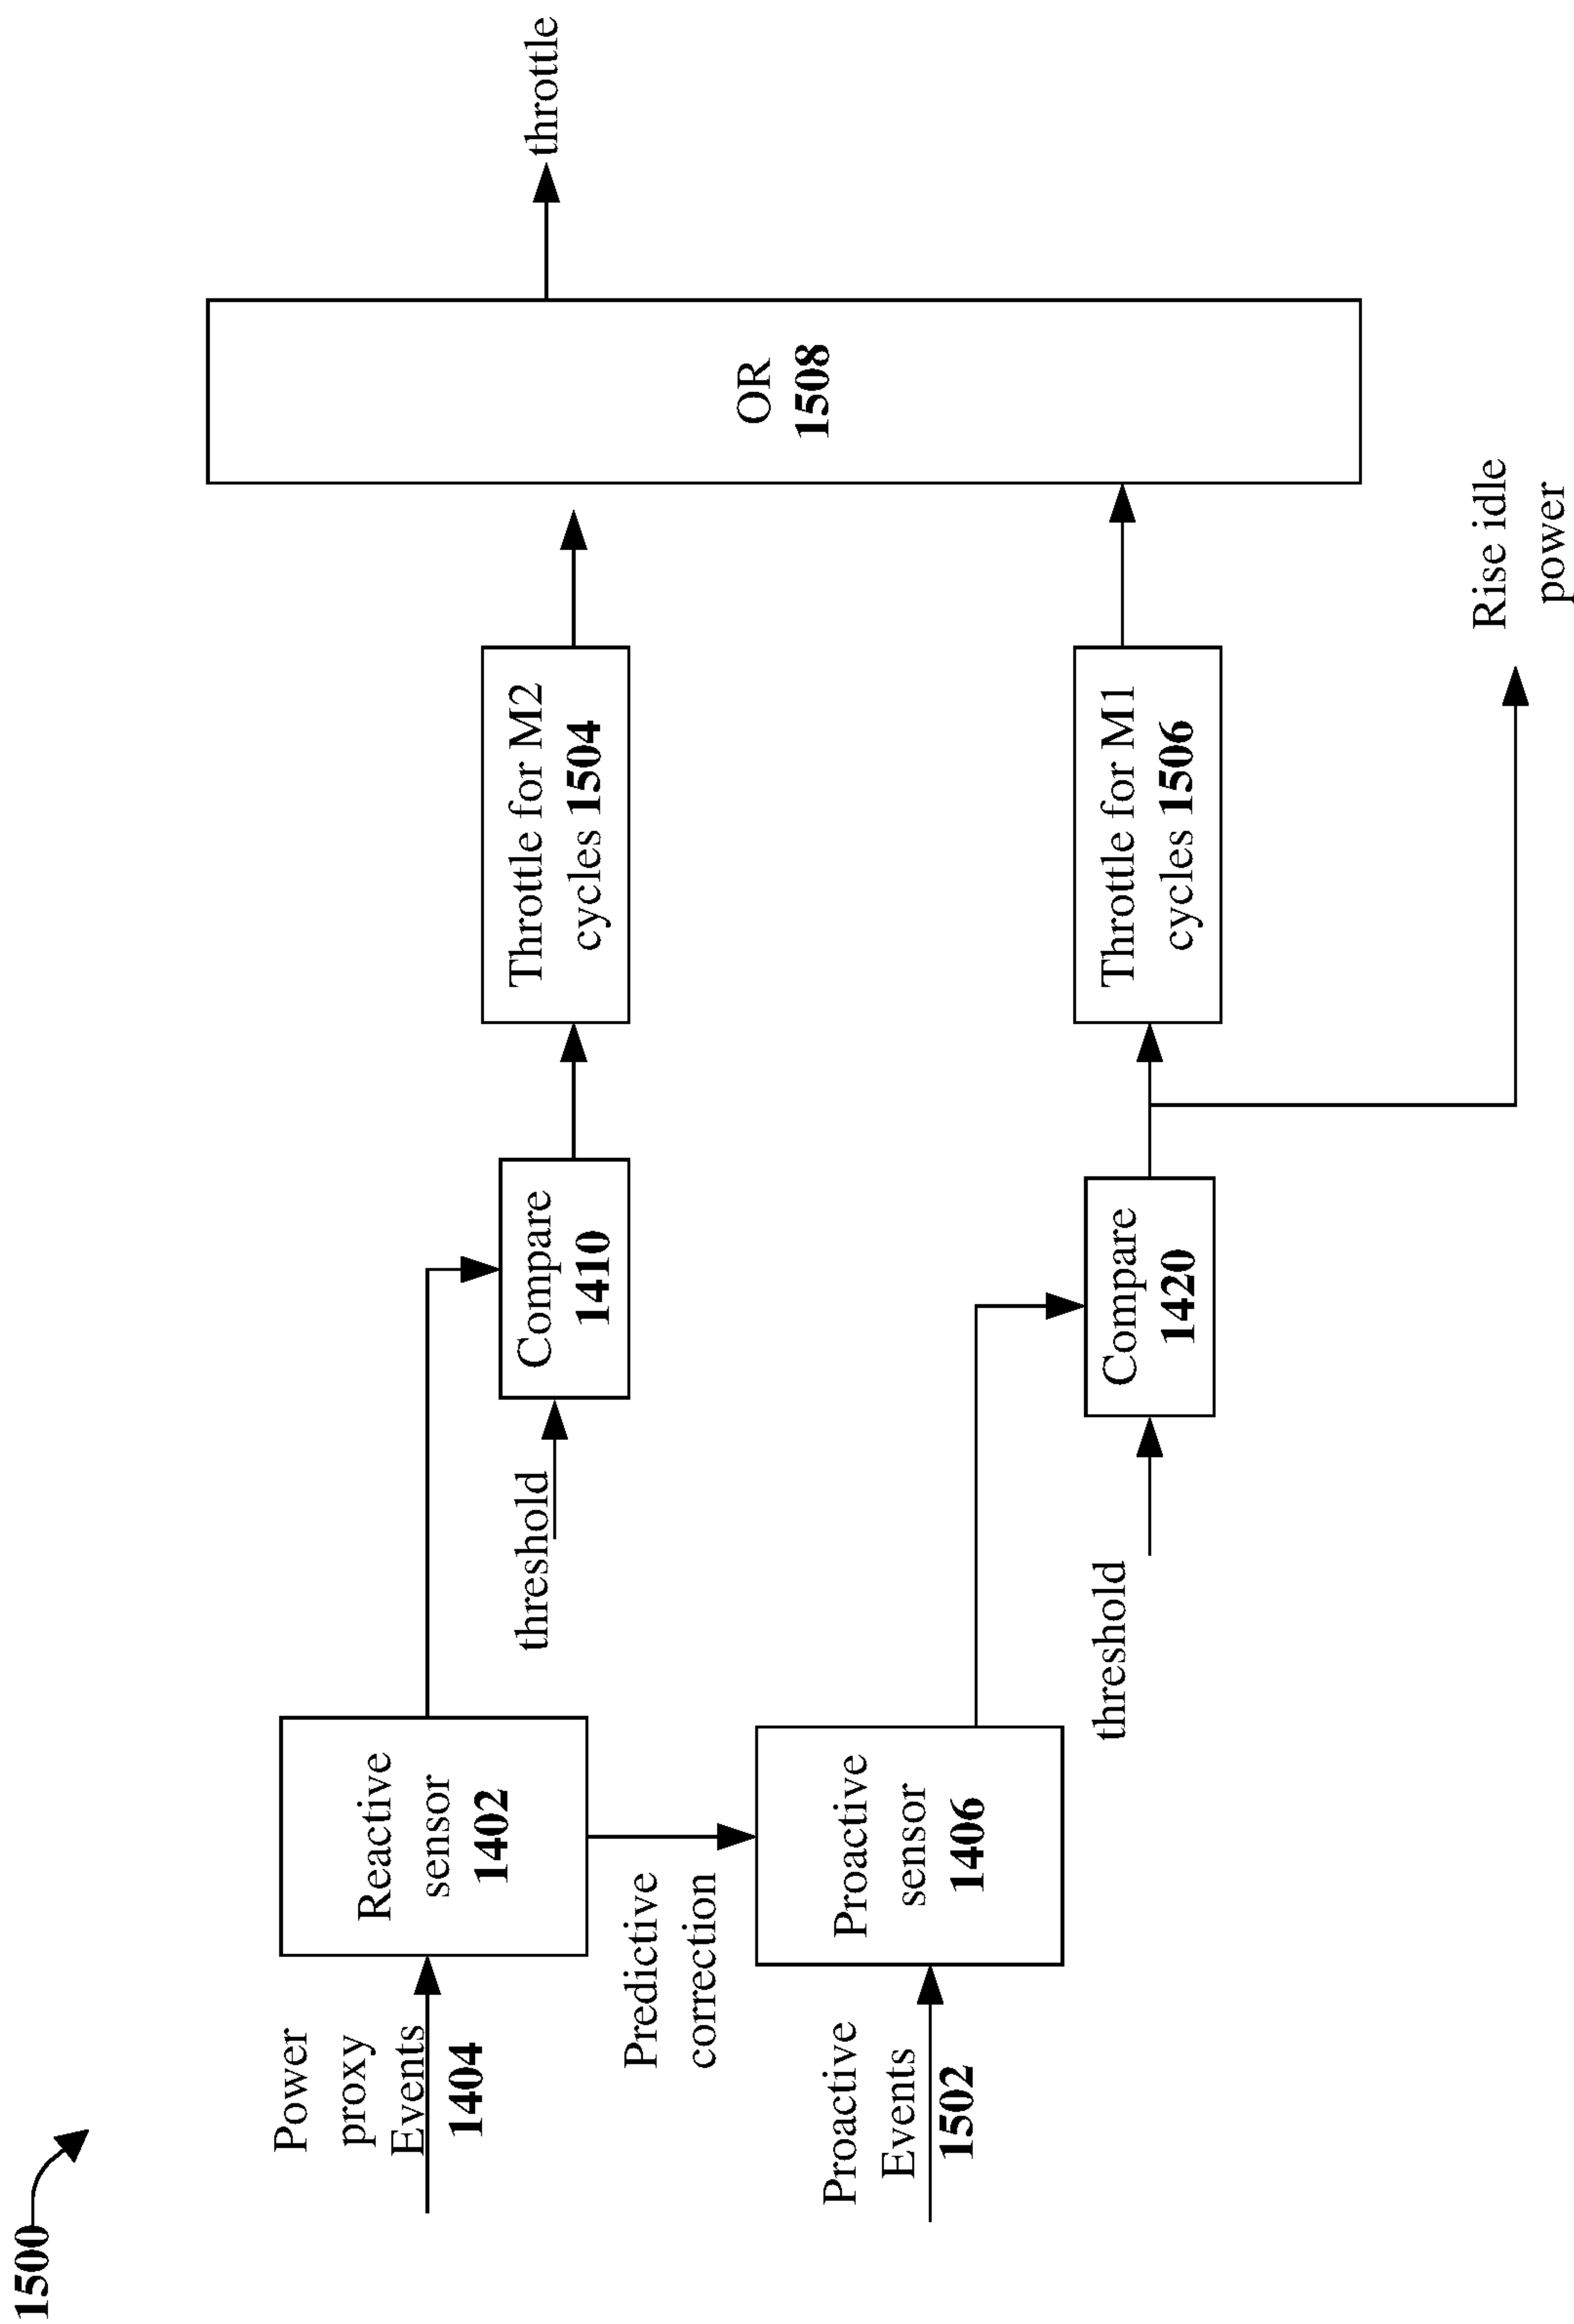 1500
Power
proxy
Events
1404
Reactive
sensor
1402
threshold
Compare
1410
Throttle for M2
cycles 1504
OR
1508
throttle
Predictive
correction
Proactive
Events
1502
Proactive
sensor
1406
threshold
Compare
1420
Throttle for M1
cycles 1506
Rise idle
power